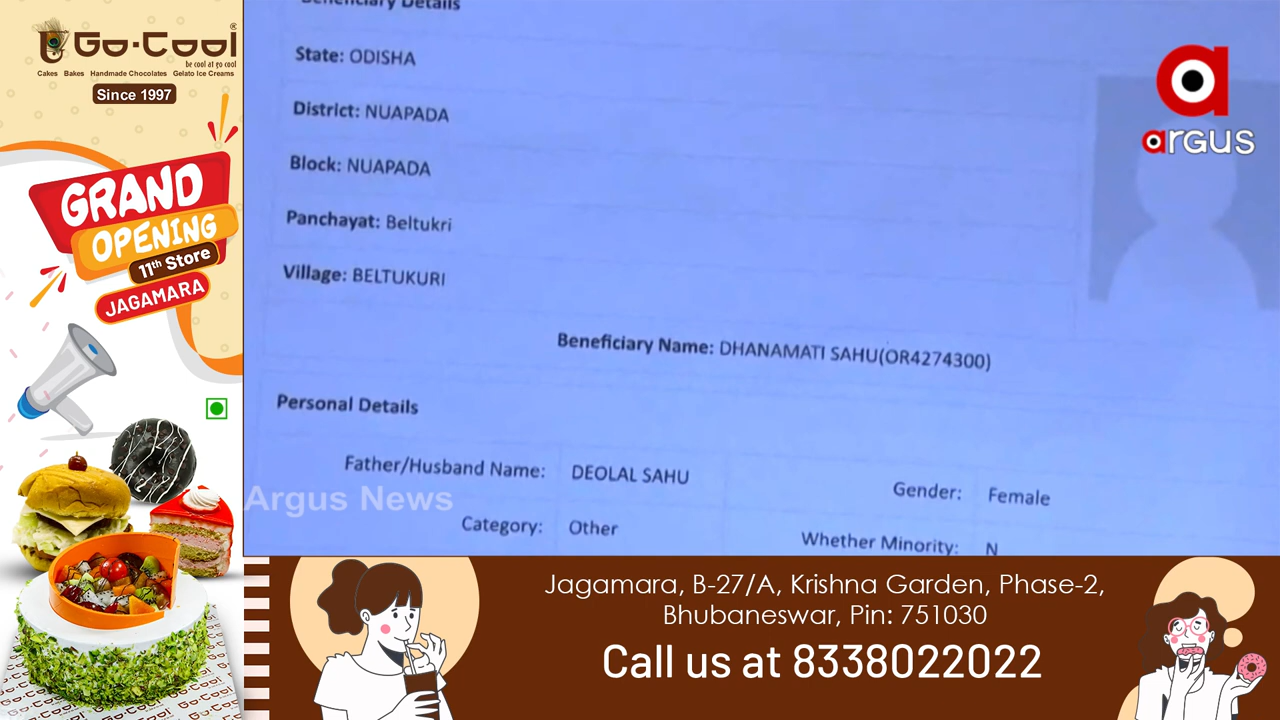 Go·Cool
be cool at go cool
Cakes Bakes Handmade Chocolates Gelato Ice Creams
Since 1997
GRAND
OPENING
11th Store
JAGAMARA
Beneficiary Details
State: ODISHA
District: NUAPADA
Block: NUAPADA
Panchayat: Beltukri
Village: BELTUKURI
Beneficiary Name: DHANAMATI SAHU(OR4274300)
Personal Details
Father/Husband Name: DEOLAL SAHU
Gender: Female
Category: Other
Whether Minority: N
argus
Argus News
Jagamara, B-27/A, Krishna Garden, Phase-2,
Bhubaneswar, Pin: 751030
Call us at 8338022022